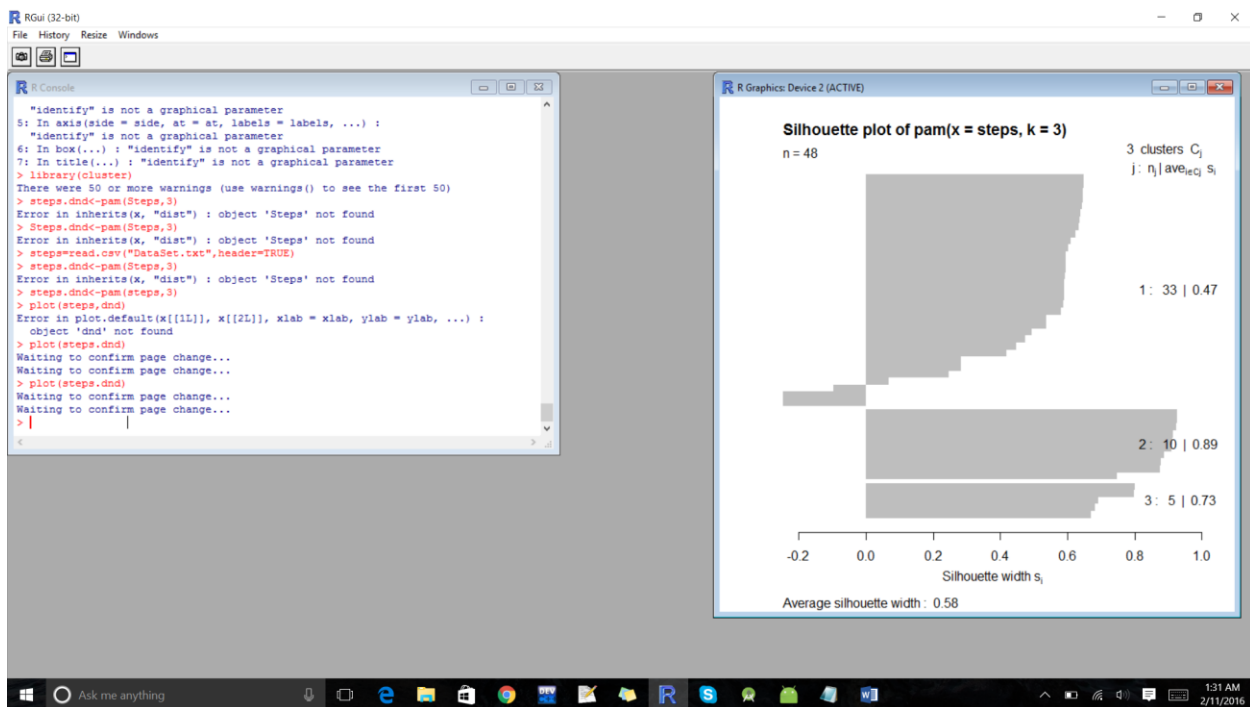 RGui (32-bit)
File History Resize Windows
R Console
"identify" is not a graphical parameter
5: In axis(side = side, at = at, labels = labels, ...) :
"identify" is not a graphical parameter
6: In box(...) : "identify" is not a graphical parameter
7: In title(...) : "identify" is not a graphical parameter
> library(cluster)
There were 50 or more warnings (use warnings() to see the first 50)
> steps.dnd<-pam(Steps,3)
Error in inherits(x, "dist") : object 'Steps' not found
> Steps.dnd<-pam(Steps,3)
Error in inherits(x, "dist") : object 'Steps' not found
> steps=read.csv("DataSet.txt",header=TRUE)
> steps.dnd<-pam(Steps,3)
Error in inherits(x, "dist") : object 'Steps' not found
> steps.dnd<-pam(steps,3)
> plot(steps,dnd)
Error in plot.default(x[[1L]], x[[2L]], xlab = xlab, ylab = ylab, ...) :
object 'dnd' not found
> plot(steps.dnd)
Waiting to confirm page change...
Waiting to confirm page change...
> plot(steps.dnd)
Waiting to confirm page change...
Waiting to confirm page change...
>
R Graphics: Device 2 (ACTIVE)
Silhouette plot of pam(x = steps, k = 3)
n = 48
3 clusters Cj
j : nj | avei∈Cj si
1 : 33 | 0.47
2 : 10 | 0.89
3 : 5 | 0.73
-0.2 0.0 0.2 0.4 0.6 0.8 1.0
Silhouette width si
Average silhouette width : 0.58
Ask me anything
DEV
1:31 AM
2/11/2016